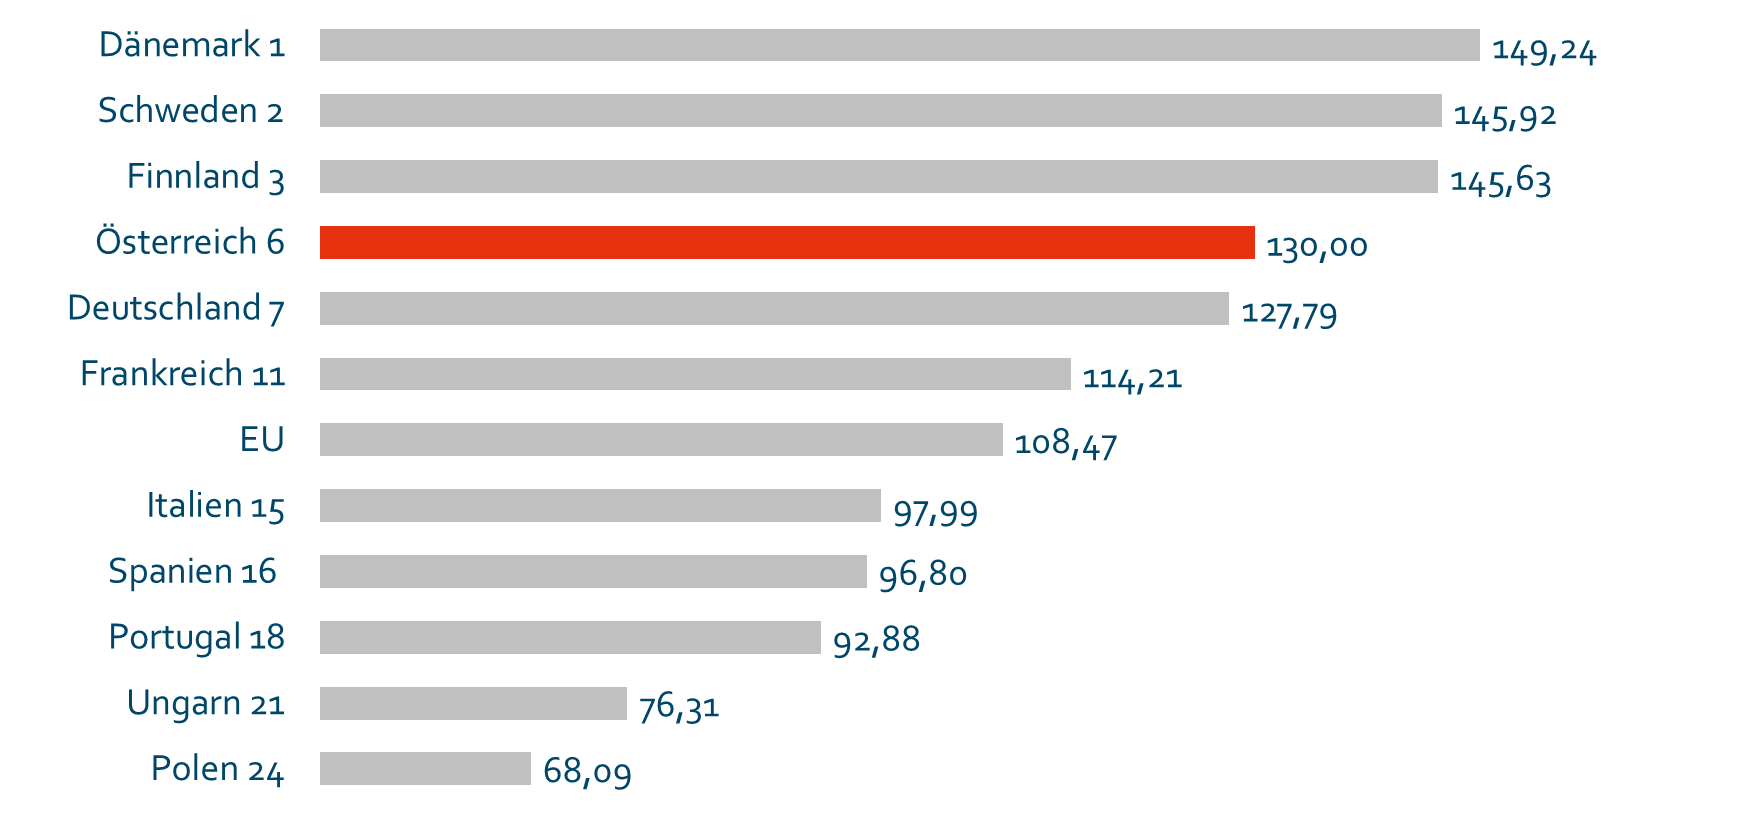 Dänemark 1 149,24
Schweden 2 145,92
Finnland 3 145,63
Österreich 6 130,00
Deutschland 7 127,79
Frankreich 11 114,21
EU 108,47
Italien 15 97,99
Spanien 16 96,80
Portugal 18 92,88
Ungarn 21 76,31
Polen 24 68,09